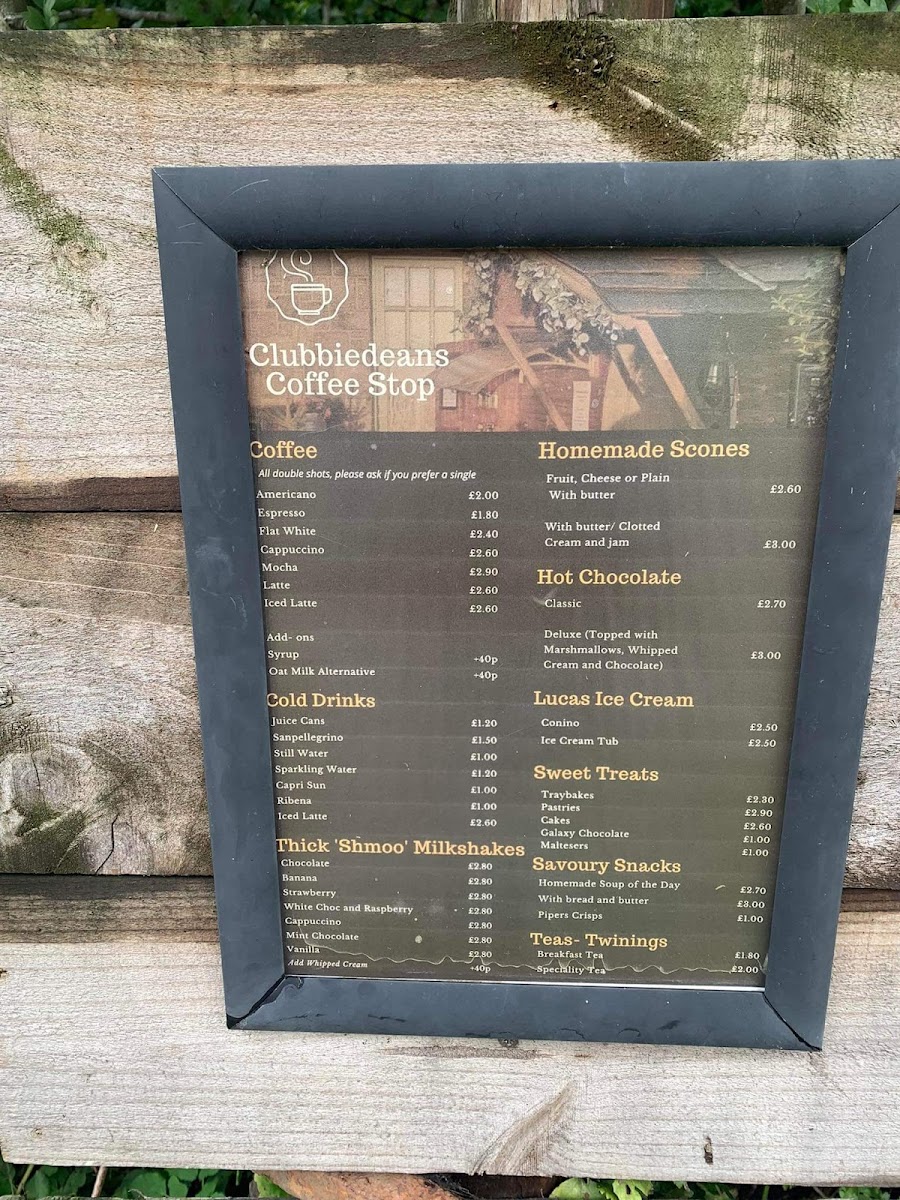 Clubbiedeans
Coffee Stop
Coffee
All double shots, please ask if you prefer a single
Americano £2.00
Espresso £1.80
Flat White £2.40
Cappuccino £2.60
Mocha £2.90
Latte £2.60
Iced Latte £2.60
Add- ons
Syrup +40p
Oat Milk Alternative +40p
Cold Drinks
Juice Cans £1.20
Sanpellegrino £1.50
Still Water £1.00
Sparkling Water £1.20
Capri Sun £1.00
Ribena £1.00
Iced Latte £2.60
Thick 'Shmoo' Milkshakes
Chocolate £2.80
Banana £2.80
Strawberry £2.80
White Choc and Raspberry £2.80
Cappuccino £2.80
Mint Chocolate £2.80
Vanilla £2.80
Add Whipped Cream +40p
Homemade Scones
Fruit, Cheese or Plain
With butter £2.60
With butter/ Clotted
Cream and jam £3.00
Hot Chocolate
Classic £2.70
Deluxe (Topped with
Marshmallows, Whipped
Cream and Chocolate) £3.00
Lucas Ice Cream
Conino £2.50
Ice Cream Tub £2.50
Sweet Treats
Traybakes £2.30
Pastries £2.90
Cakes £2.60
Galaxy Chocolate £1.00
Maltesers £1.00
Savoury Snacks
Homemade Soup of the Day £2.70
With bread and butter £3.00
Pipers Crisps £1.00
Teas- Twinings
Breakfast Tea £1.80
Speciality Tea £2.00